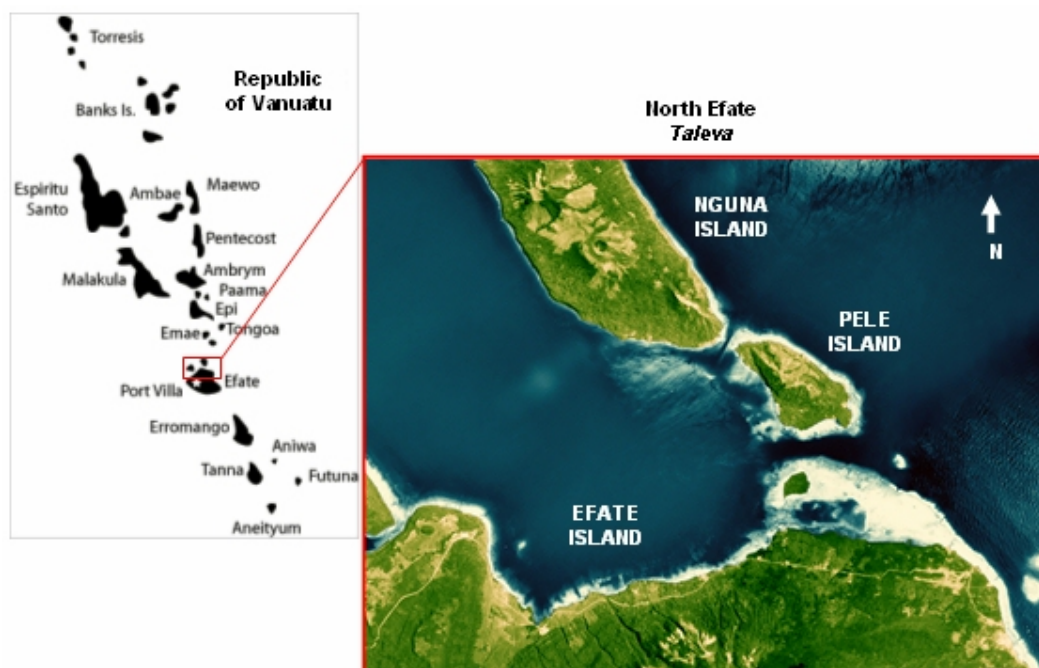 Torresis
Republic
of Vanuatu
Banks Is.
Espiritu
Santo
Ambae
Maewo
Pentecost
Malakula
Ambrym
Paama
Epi
Emae
Tongoa
Port Villa
Efate
Erromango
Aniwa
Tanna
Futuna
Aneityum
North Efate
Taleva
NGUNA
ISLAND
N
PELE
ISLAND
EFATE
ISLAND